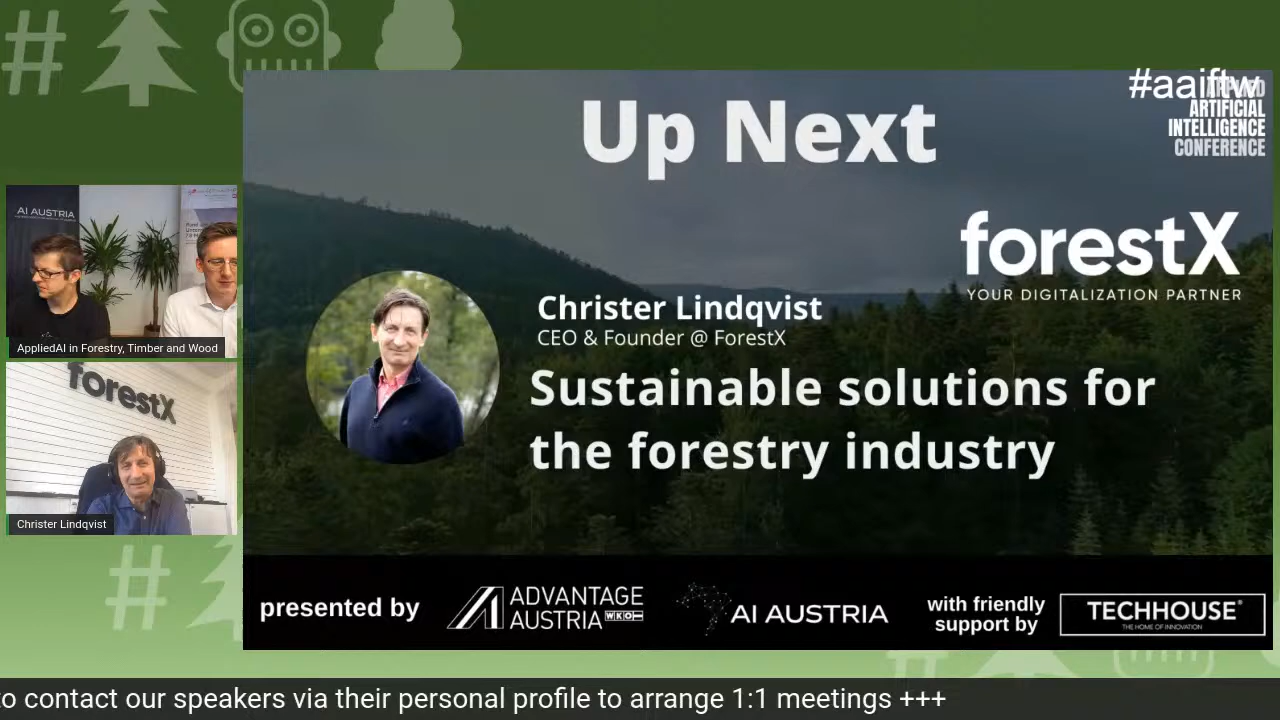 #aaiftw
APPLIED
ARTIFICIAL
INTELLIGENCE
CONFERENCE
Up Next
forestX
YOUR DIGITALIZATION PARTNER
AI AUSTRIA
AppliedAI in Forestry, Timber and Wood
forestX
Christer Lindqvist
Christer Lindqvist
CEO & Founder @ ForestX
Sustainable solutions for
the forestry industry
presented by
ADVANTAGE
AUSTRIA WKO
AI AUSTRIA
with friendly
support by
TECHHOUSE®
THE HOME OF INNOVATION
to contact our speakers via their personal profile to arrange 1:1 meetings +++